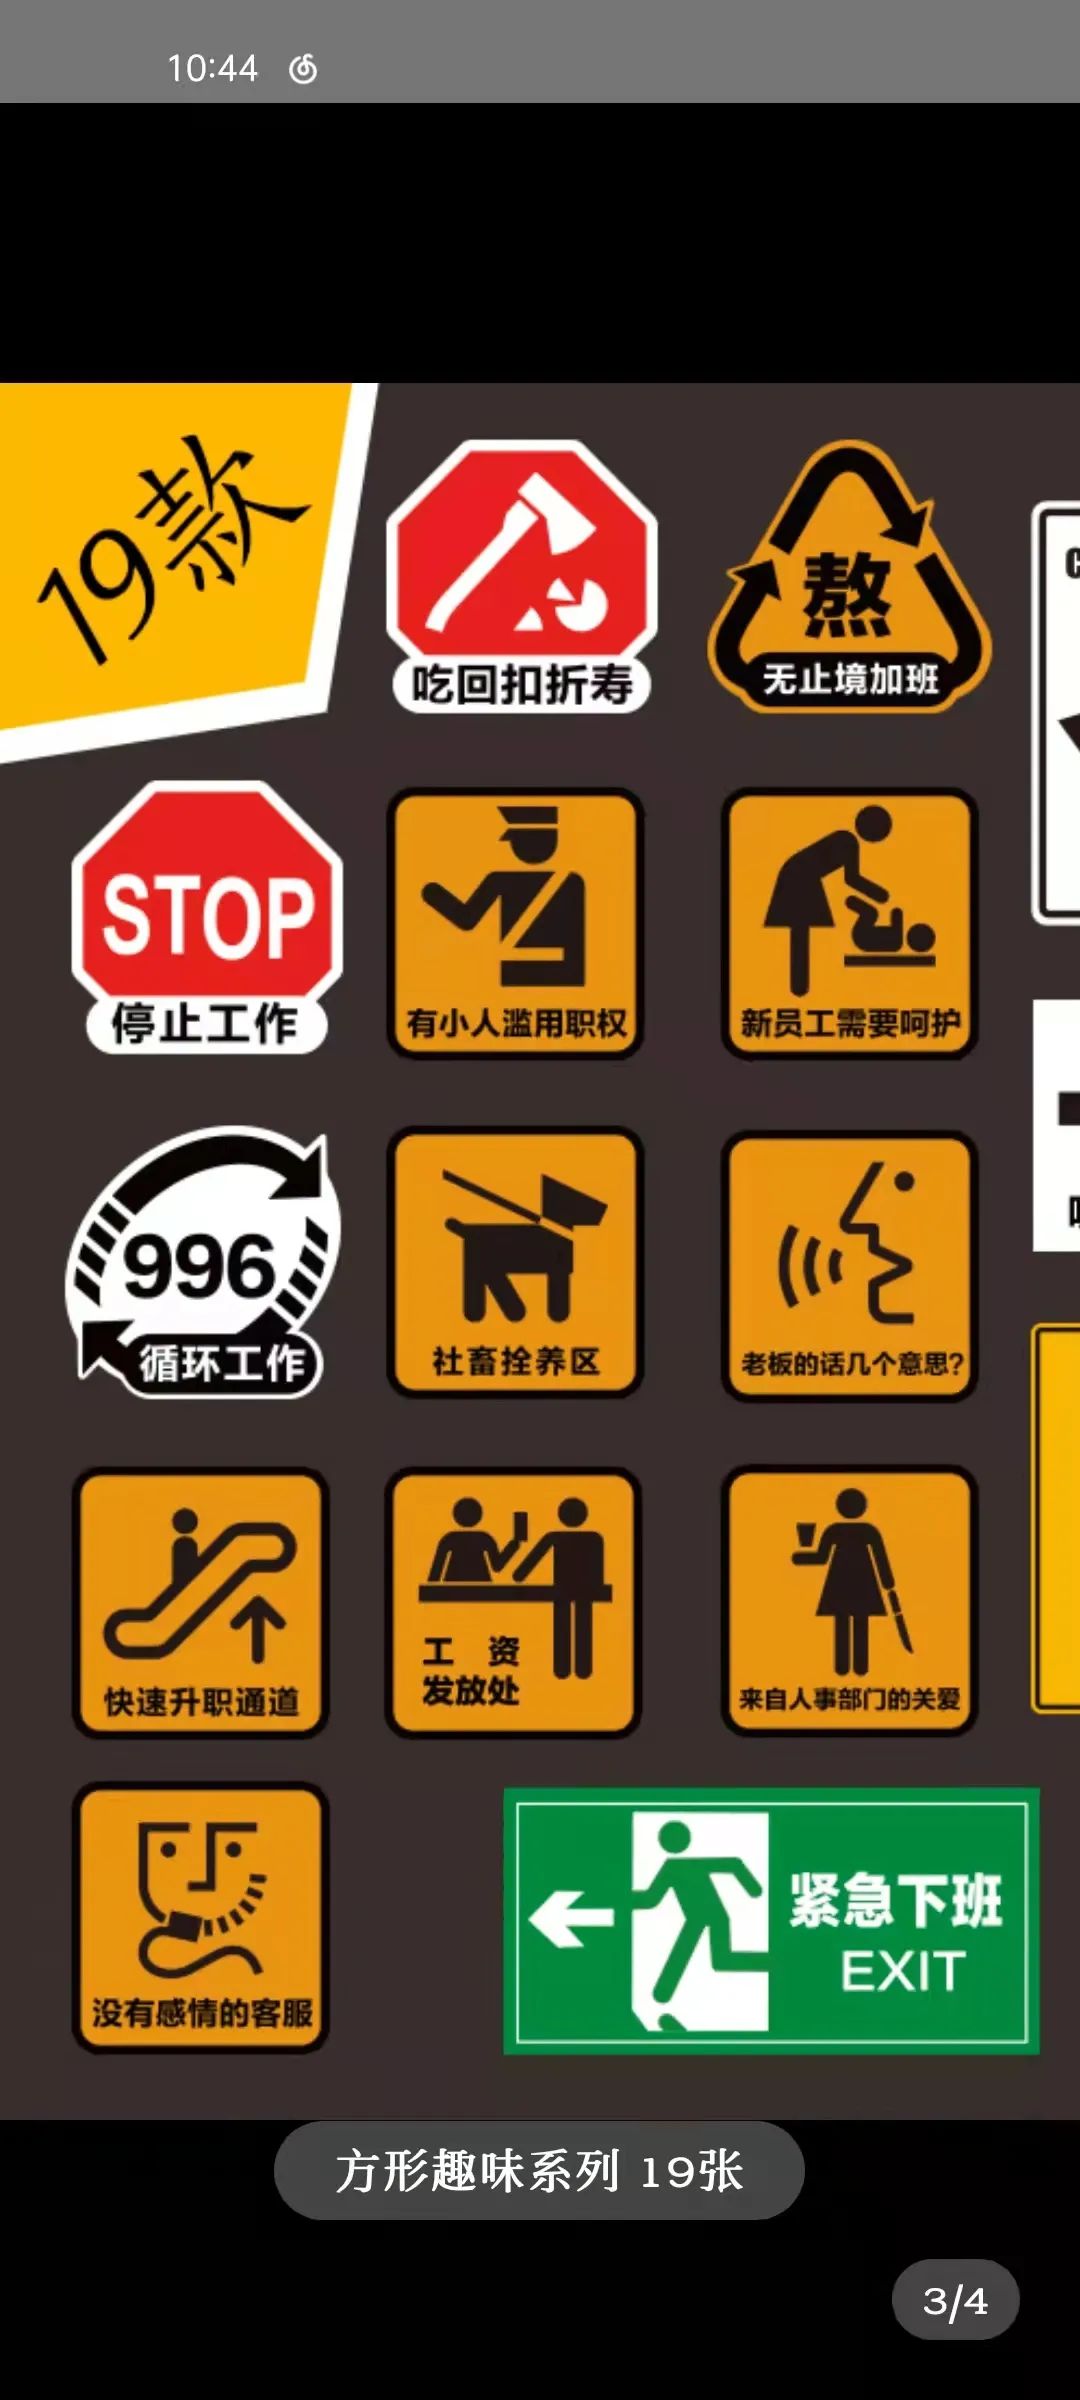 10:44
19款
吃回扣折寿
熬
无止境加班
STOP
停止工作
有小人滥用职权
新员工需要呵护
996
循环工作
社畜拴养区
老板的话几个意思?
快速升职通道
工 资
发放处
来自人事部门的关爱
没有感情的客服
紧急下班
EXIT
方形趣味系列 19张
3/4